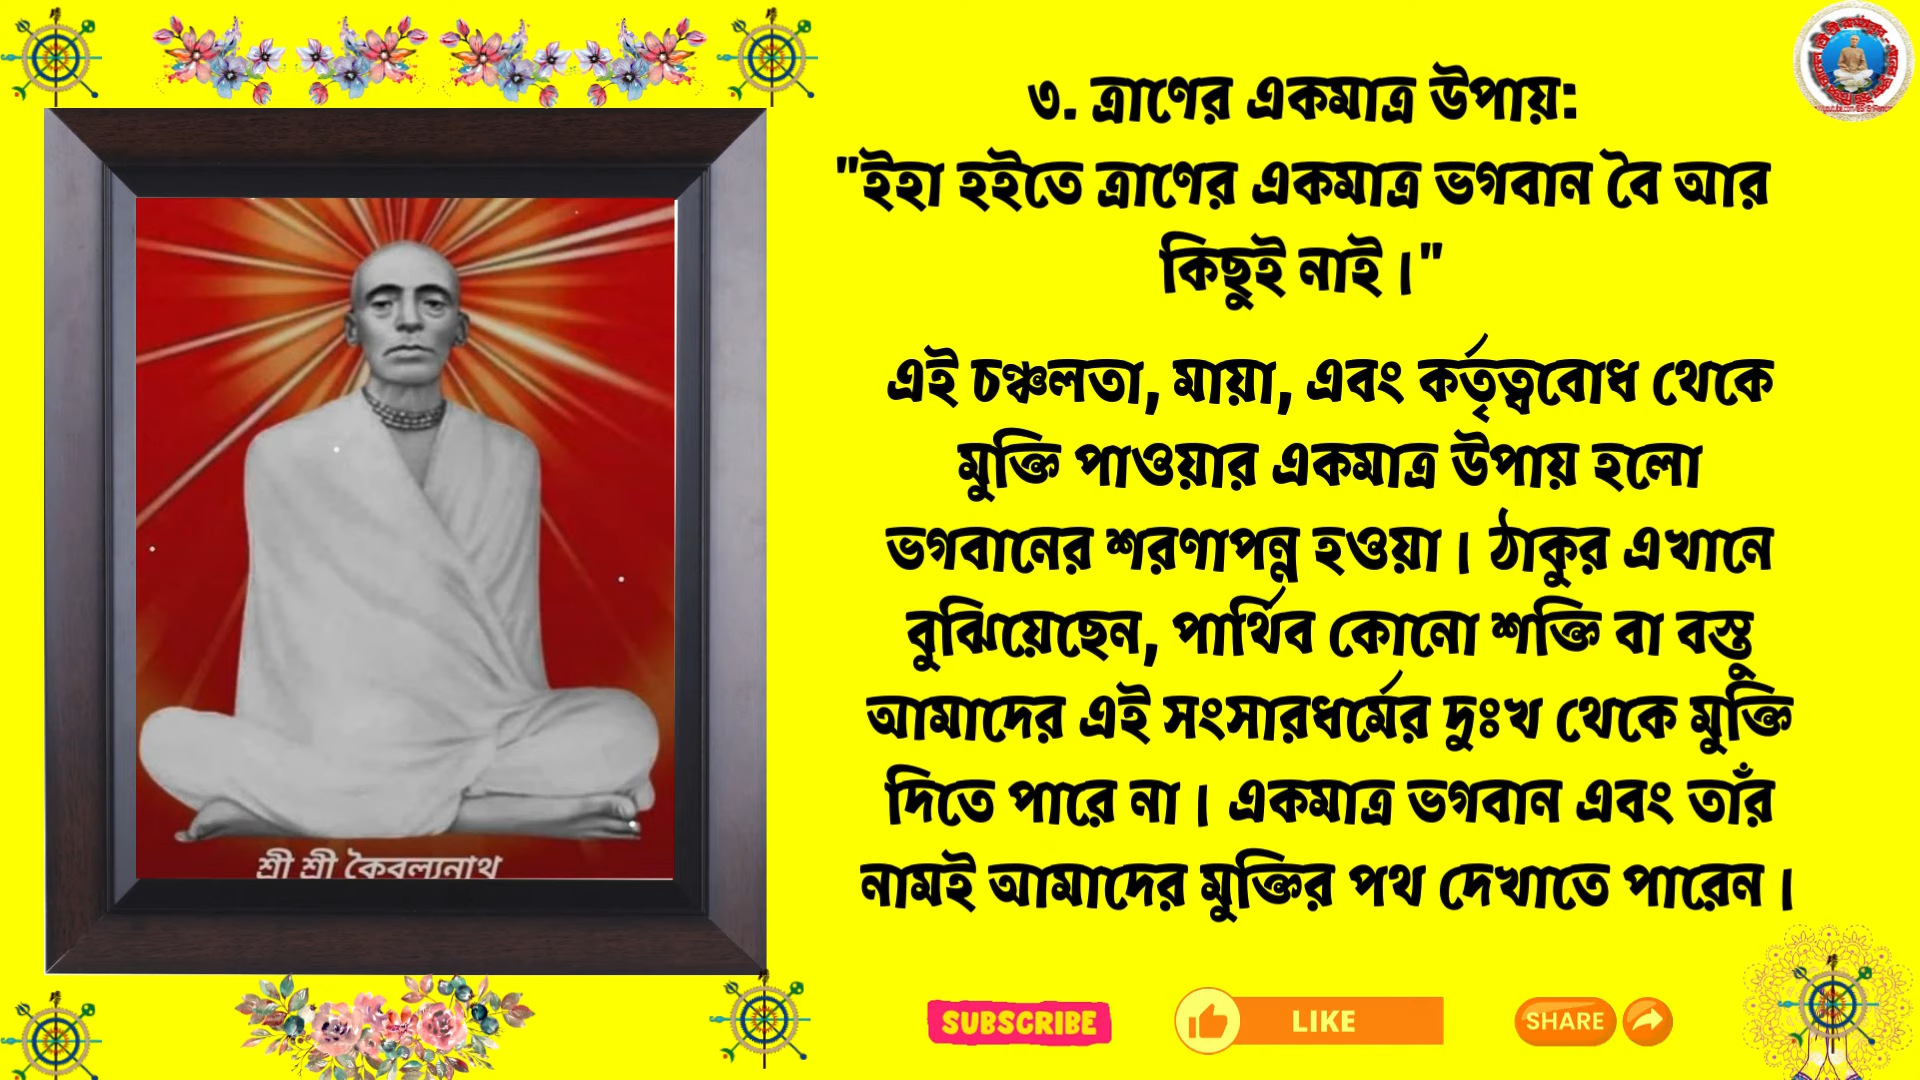 ৩. ত্রাণের একমাত্র উপায়:
"ইহা হইতে ত্রাণের একমাত্র ভগবান বৈ আর
কিছুই নাই।"
এই চঞ্চলতা, মায়া, এবং কর্তৃত্ববোধ থেকে
মুক্তি পাওয়ার একমাত্র উপায় হলো
ভগবানের শরণাপন্ন হওয়া। ঠাকুর এখানে
বুঝিয়েছেন, পার্থিব কোনো শক্তি বা বস্তু
আমাদের এই সংসারধর্মের দুঃখ থেকে মুক্তি
দিতে পারে না। একমাত্র ভগবান এবং তাঁর
নামই আমাদের মুক্তির পথ দেখাতে পারেন।
শ্রী শ্রী কৈবল্যনাথ
SUBSCRIBE
LIKE
SHARE